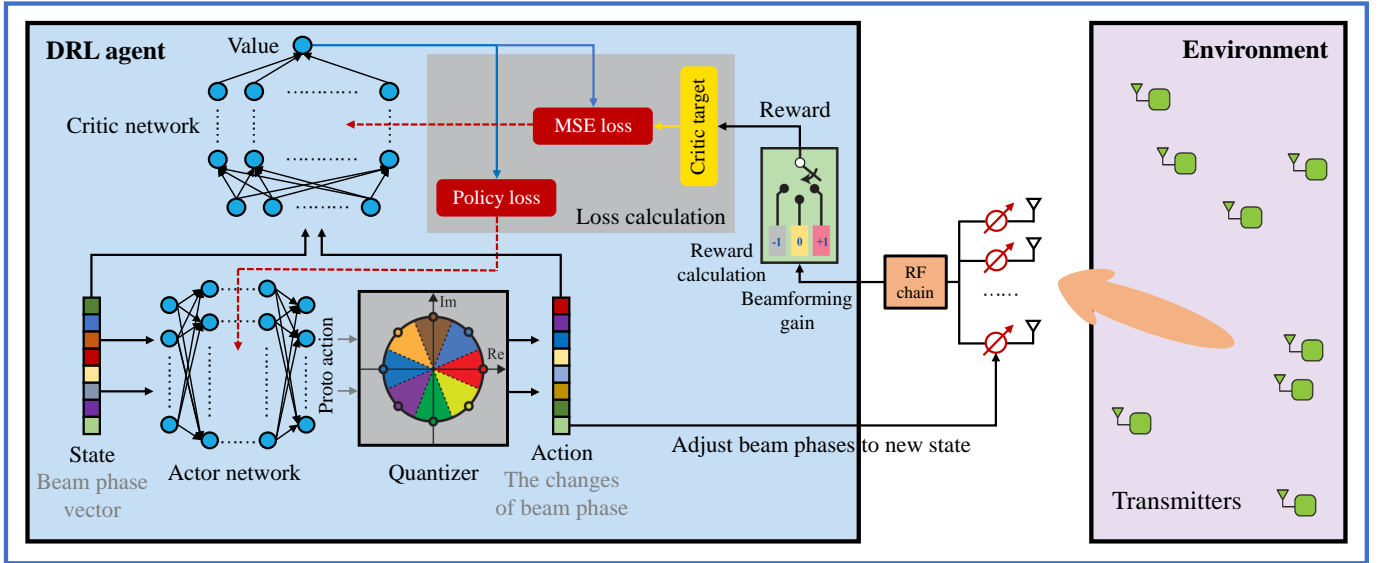 DRL agent
Value
Critic network
MSE loss
Critic target
Policy loss
Loss calculation
Reward
-1
0
+1
Reward
calculation
Beamforming
gain
RF
chain
......
Environment
Transmitters
State
Beam phase
vector
Actor network
Proto action
Im
Re
Quantizer
Action
The changes
of beam phase
Adjust beam phases to new state